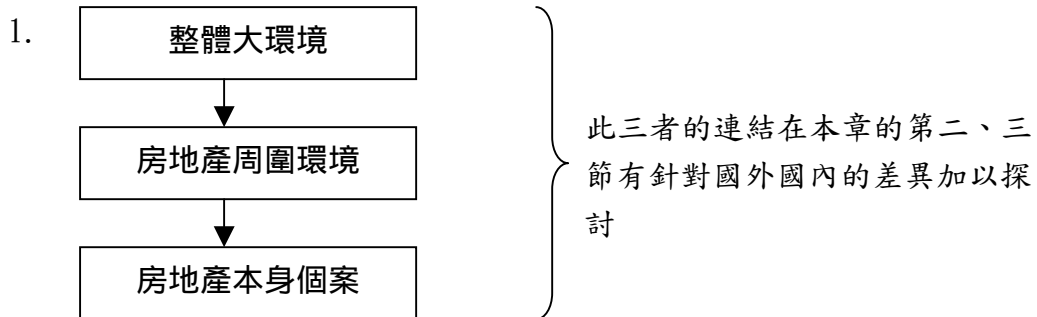 1.
整體大環境
房地產周圍環境
房地產本身個案
此三者的連結在本章的第二、三
節有針對國外國內的差異加以探
討